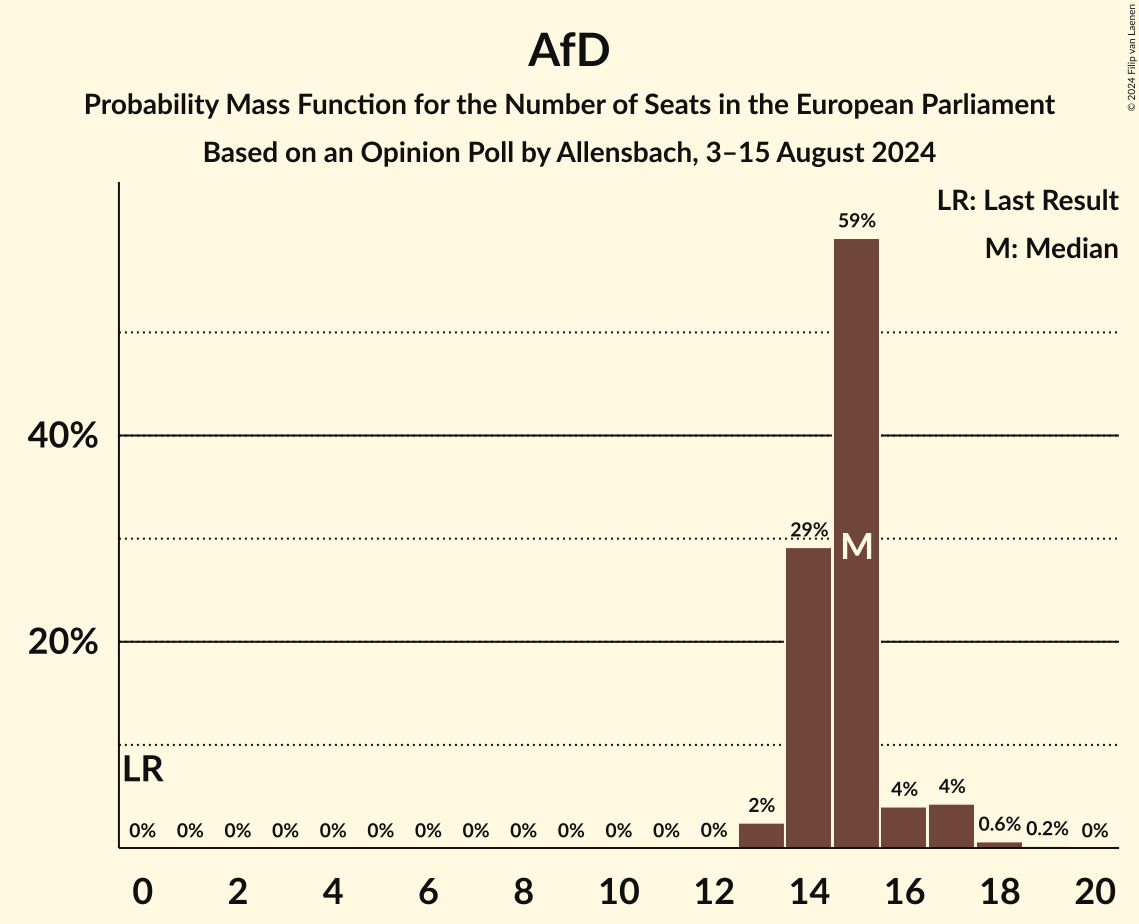 AfD
Probability Mass Function for the Number of Seats in the European Parliament
Based on an Opinion Poll by Allensbach, 3–15 August 2024
© 2024 Filip van Laenen
LR: Last Result
M: Median
59%
40%
29%
M
20%
LR
0% 0% 0% 0% 0% 0% 0% 0% 0% 0% 0% 0% 0% 2% 4% 4% 0.6% 0.2% 0%
0 2 4 6 8 10 12 14 16 18 20